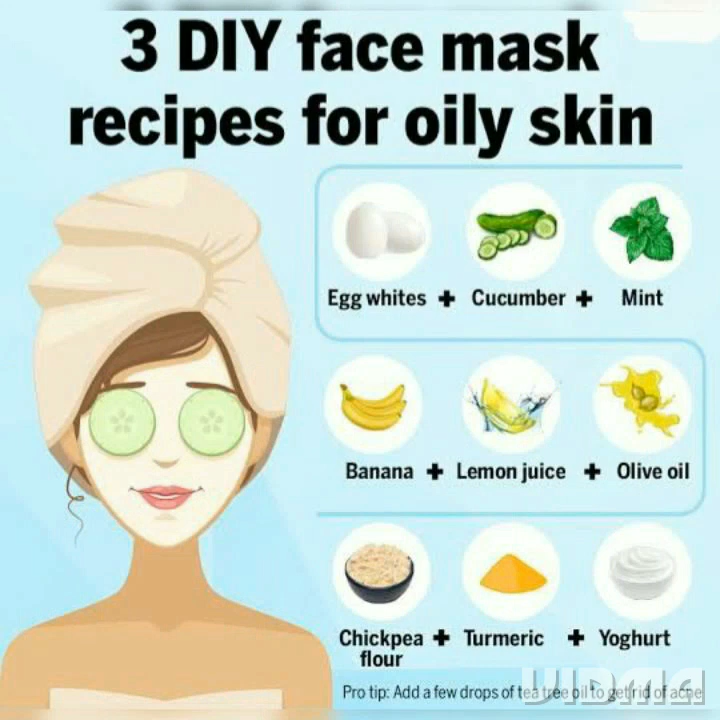 3 DIY face mask
recipes for oily skin
Egg whites + Cucumber + Mint
Banana + Lemon juice + Olive oil
Chickpea flour + Turmeric + Yoghurt
Pro tip: Add a few drops of tea tree oil to get rid of acne
VIDMA